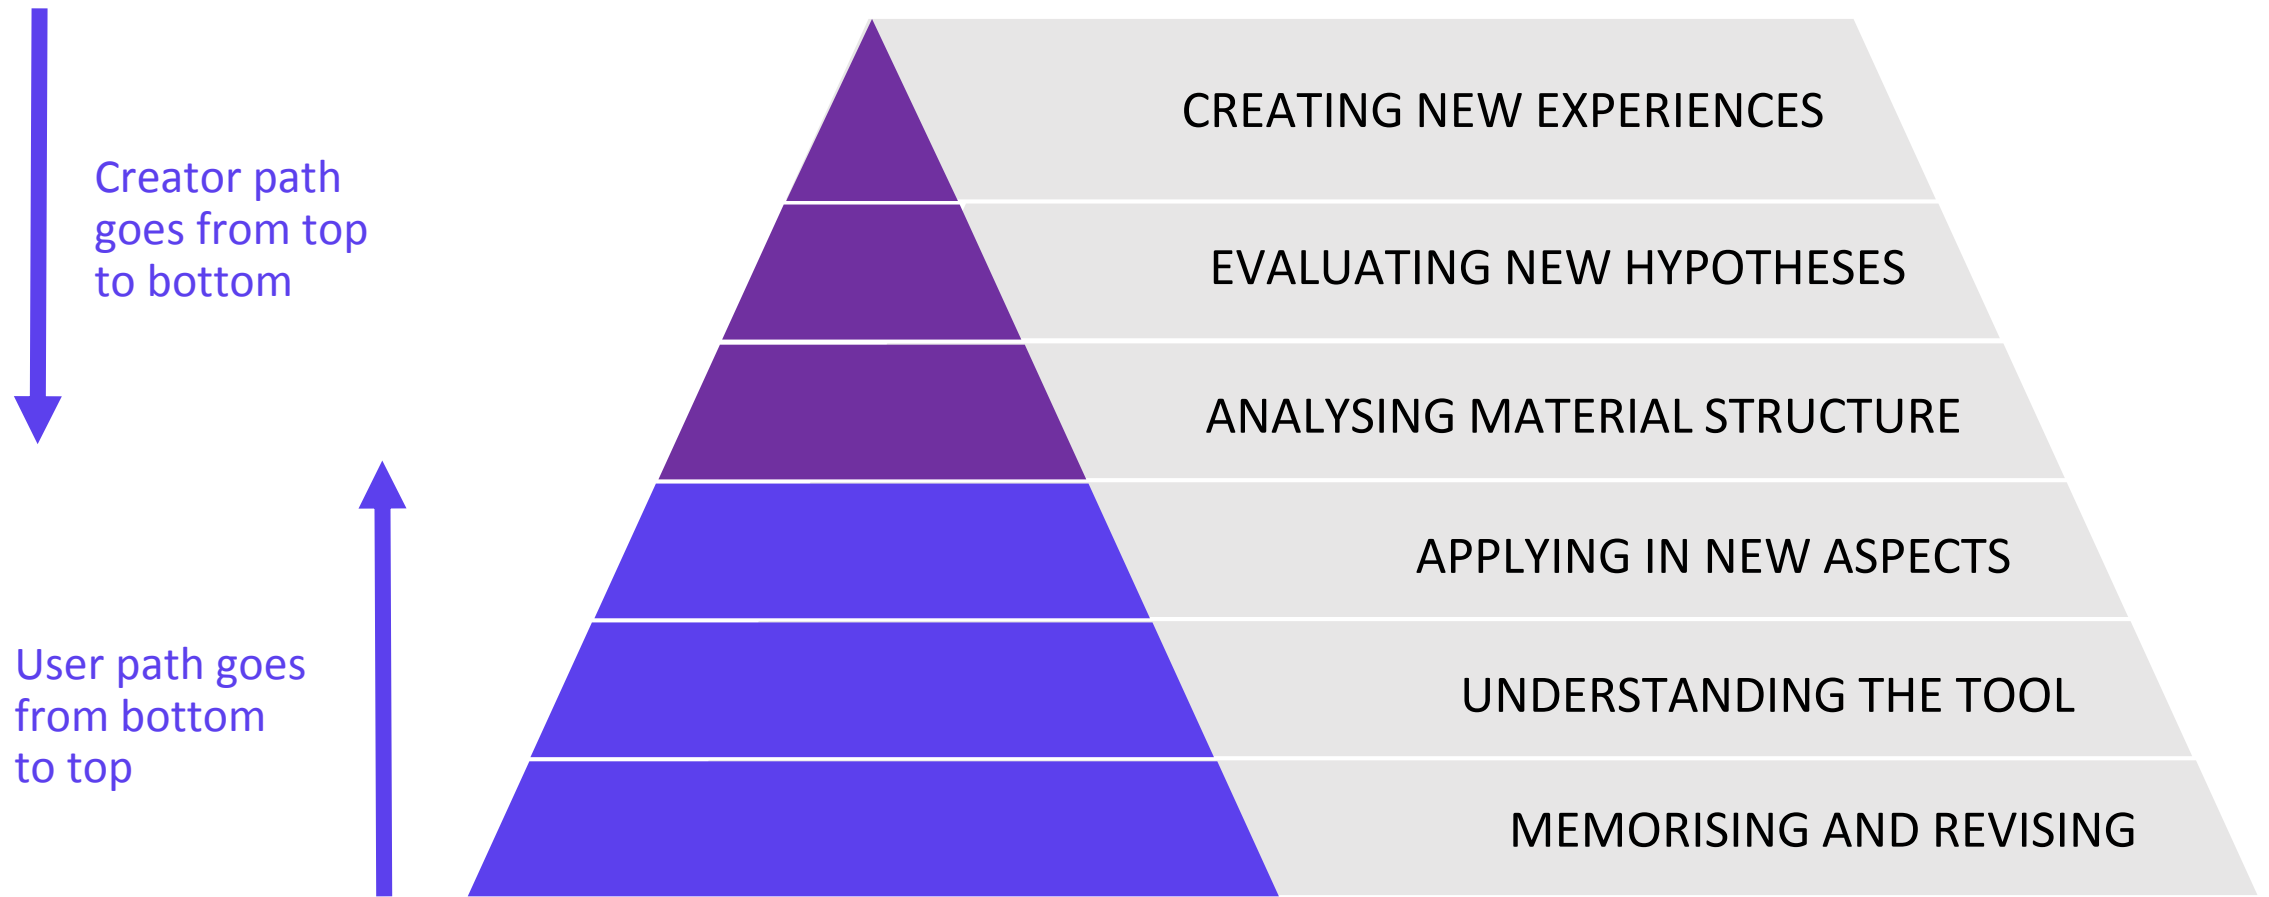 Creator path
goes from top
to bottom
User path goes
from bottom
to top
CREATING NEW EXPERIENCES
EVALUATING NEW HYPOTHESES
ANALYSING MATERIAL STRUCTURE
APPLYING IN NEW ASPECTS
UNDERSTANDING THE TOOL
MEMORISING AND REVISING